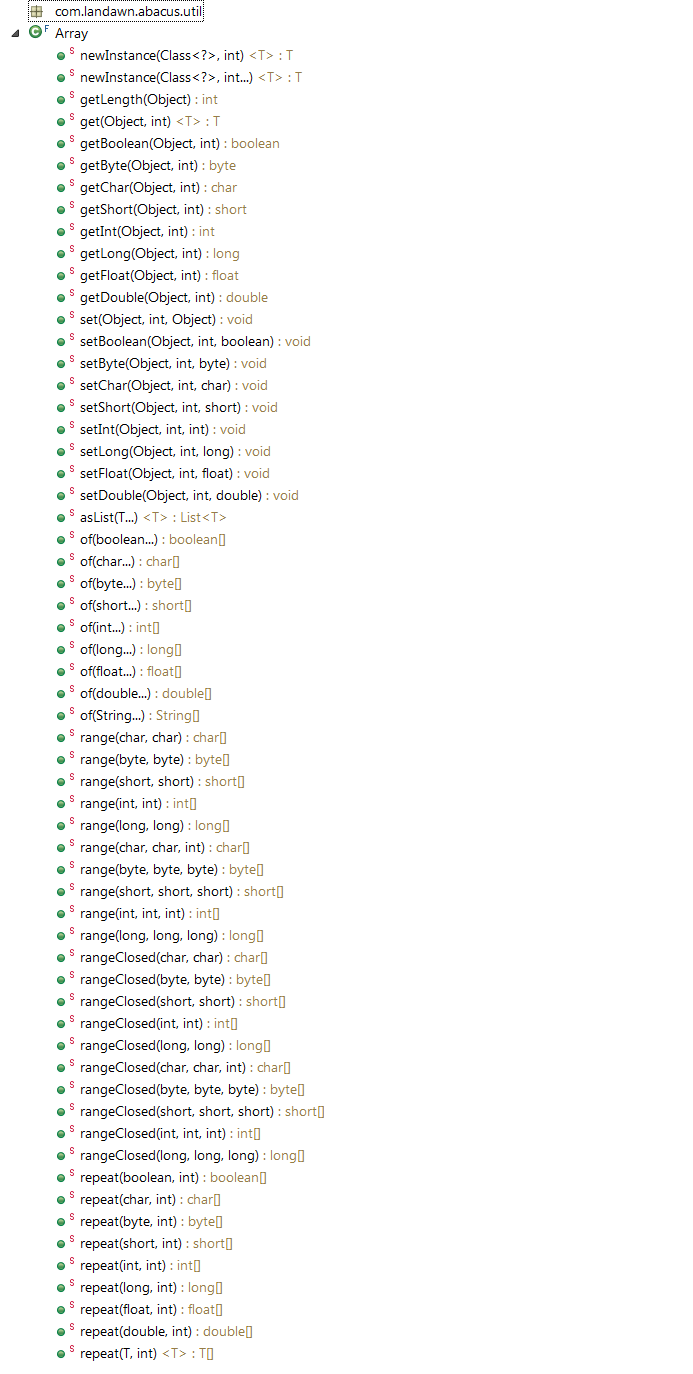 com.landawn.abacus.util
F Array
S newInstance(Class<?>, int) <T> : T
S newInstance(Class<?>, int...) <T> : T
S getLength(Object) : int
S get(Object, int) <T> : T
S getBoolean(Object, int) : boolean
S getByte(Object, int) : byte
S getChar(Object, int) : char
S getShort(Object, int) : short
S getInt(Object, int) : int
S getLong(Object, int) : long
S getFloat(Object, int) : float
S getDouble(Object, int) : double
S set(Object, int, Object) : void
S setBoolean(Object, int, boolean) : void
S setByte(Object, int, byte) : void
S setChar(Object, int, char) : void
S setShort(Object, int, short) : void
S setInt(Object, int, int) : void
S setLong(Object, int, long) : void
S setFloat(Object, int, float) : void
S setDouble(Object, int, double) : void
S asList(T...) <T> : List<T>
S of(boolean...) : boolean[]
S of(char...) : char[]
S of(byte...) : byte[]
S of(short...) : short[]
S of(int...) : int[]
S of(long...) : long[]
S of(float...) : float[]
S of(double...) : double[]
S of(String...) : String[]
S range(char, char) : char[]
S range(byte, byte) : byte[]
S range(short, short) : short[]
S range(int, int) : int[]
S range(long, long) : long[]
S range(char, char, int) : char[]
S range(byte, byte, byte) : byte[]
S range(short, short, short) : short[]
S range(int, int, int) : int[]
S range(long, long, long) : long[]
S rangeClosed(char, char) : char[]
S rangeClosed(byte, byte) : byte[]
S rangeClosed(short, short) : short[]
S rangeClosed(int, int) : int[]
S rangeClosed(long, long) : long[]
S rangeClosed(char, char, int) : char[]
S rangeClosed(byte, byte, byte) : byte[]
S rangeClosed(short, short, short) : short[]
S rangeClosed(int, int, int) : int[]
S rangeClosed(long, long, long) : long[]
S repeat(boolean, int) : boolean[]
S repeat(char, int) : char[]
S repeat(byte, int) : byte[]
S repeat(short, int) : short[]
S repeat(int, int) : int[]
S repeat(long, int) : long[]
S repeat(float, int) : float[]
S repeat(double, int) : double[]
S repeat(T, int) <T> : T[]